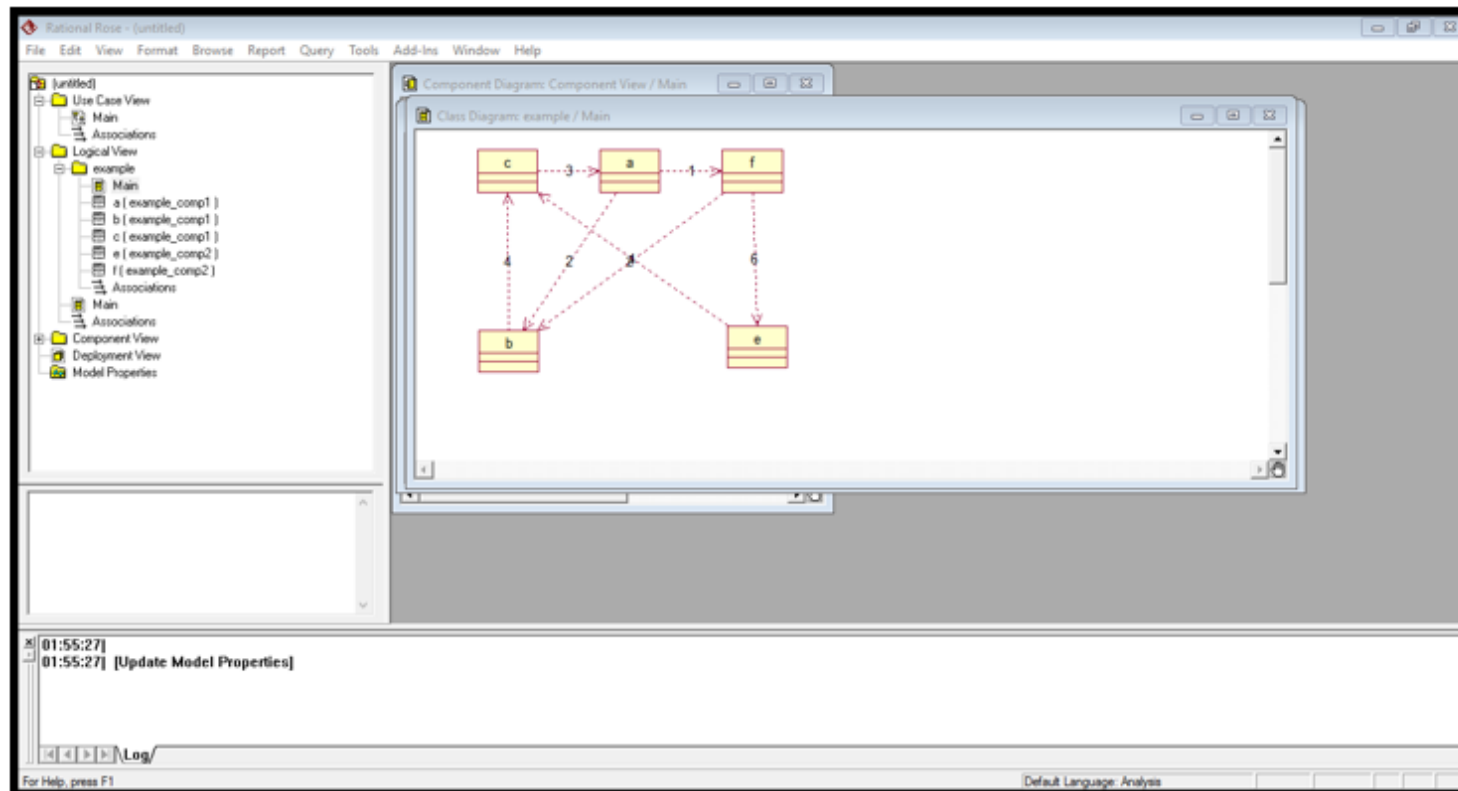 Rational Rose - (untitled)
File Edit View Format Browse Report Query Tools Add-Ins Window Help
(untitled)
Use Case View
Main
Associations
Logical View
example
Main
a ( example_comp1 )
b ( example_comp1 )
c ( example_comp1 )
e ( example_comp2 )
f ( example_comp2 )
Associations
Main
Associations
Component View
Deployment View
Model Properties
Component Diagram: Component View / Main
Class Diagram: example / Main
c 3 a 1 f
4 2 6
b e
01:55:27|
01:55:27| [Update Model Properties]
Log
For Help, press F1
Default Language: Analysis